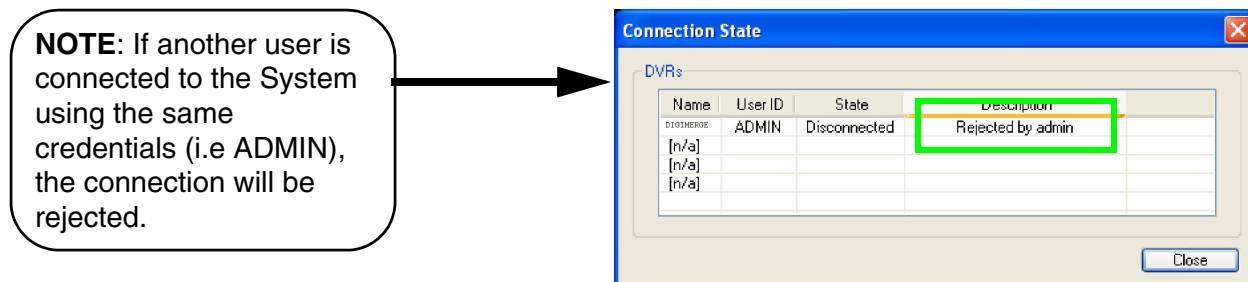 NOTE: If another user is
connected to the System
using the same
credentials (i.e ADMIN),
the connection will be
rejected.
Connection State
DVRs
Name User ID State Description
DIGIMERGE ADMIN Disconnected Rejected by admin
[n/a]
[n/a]
[n/a]
Close